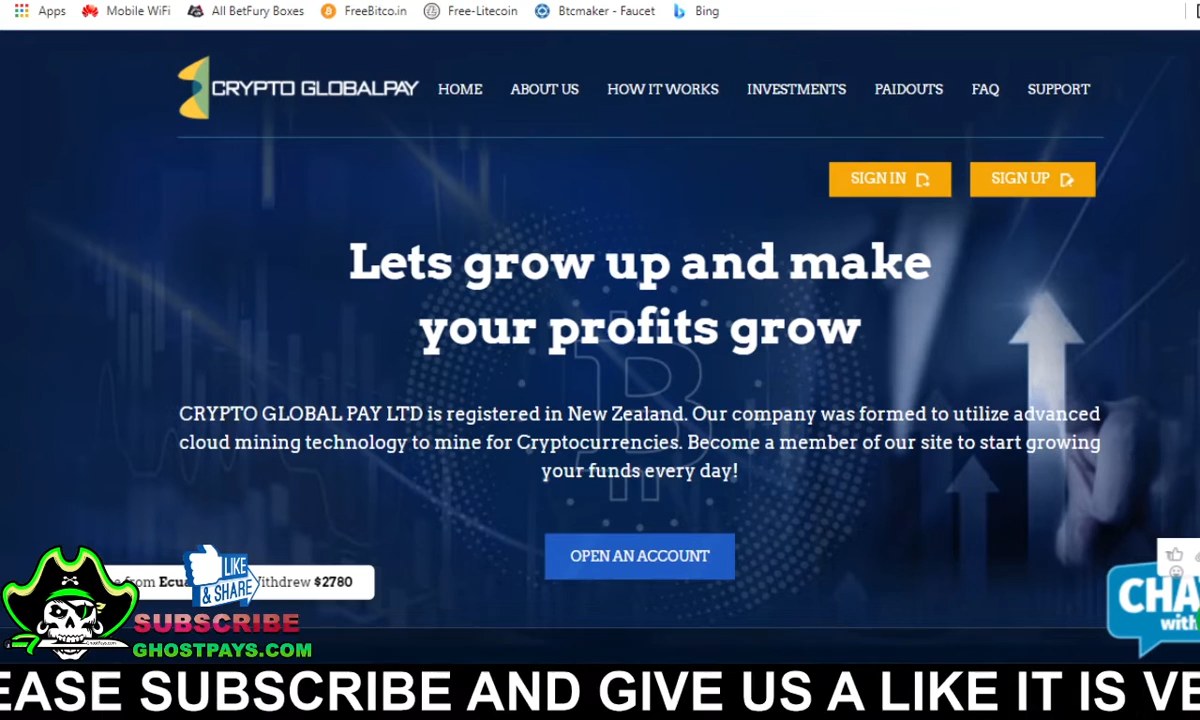 Apps Mobile WiFi All BetFury Boxes FreeBitco.in Free-Litecoin Btcmaker - Faucet Bing
CRYPTO GLOBALPAY HOME ABOUT US HOW IT WORKS INVESTMENTS PAIDOUTS FAQ SUPPORT
SIGN IN SIGN UP
Lets grow up and make
your profits grow
CRYPTO GLOBAL PAY LTD is registered in New Zealand. Our company was formed to utilize advanced
cloud mining technology to mine for Cryptocurrencies. Become a member of our site to start growing
your funds every day!
OPEN AN ACCOUNT
from Ecua Withdrew $2780
LIKE
& SHARE
CHA
with
SUBSCRIBE
GHOSTPAYS.COM
EASE SUBSCRIBE AND GIVE US A LIKE IT IS VE